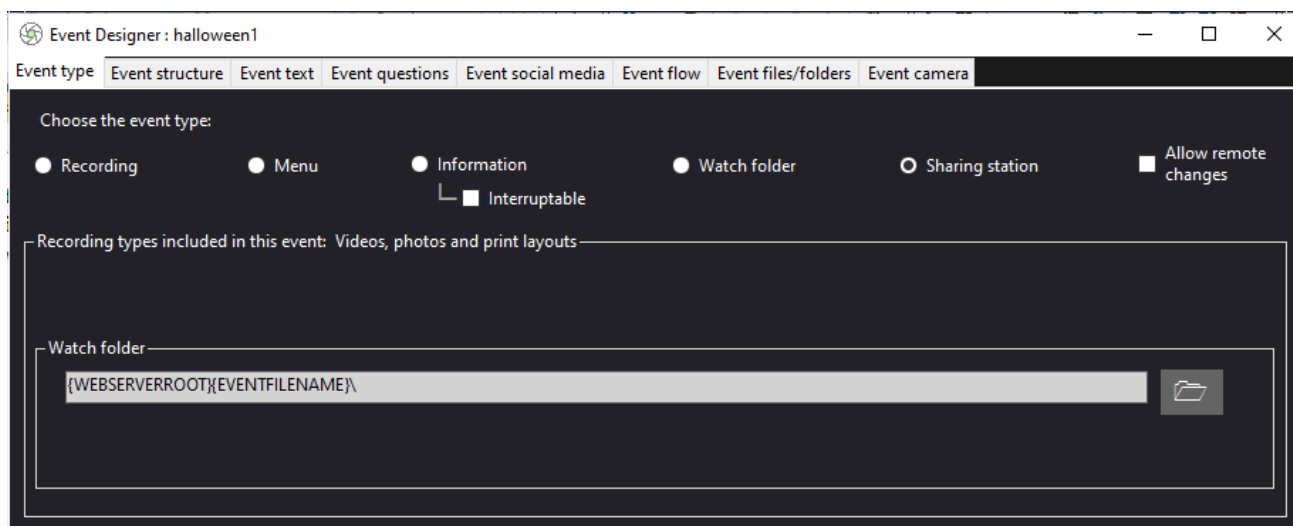 Event Designer : halloween1
Event type Event structure Event text Event questions Event social media Event flow Event files/folders Event camera
Choose the event type:
Recording Menu Information Watch folder Sharing station Allow remote
changes
Interruptable
Recording types included in this event: Videos, photos and print layouts
Watch folder
{WEBSERVERROOT}{EVENTFILENAME}\